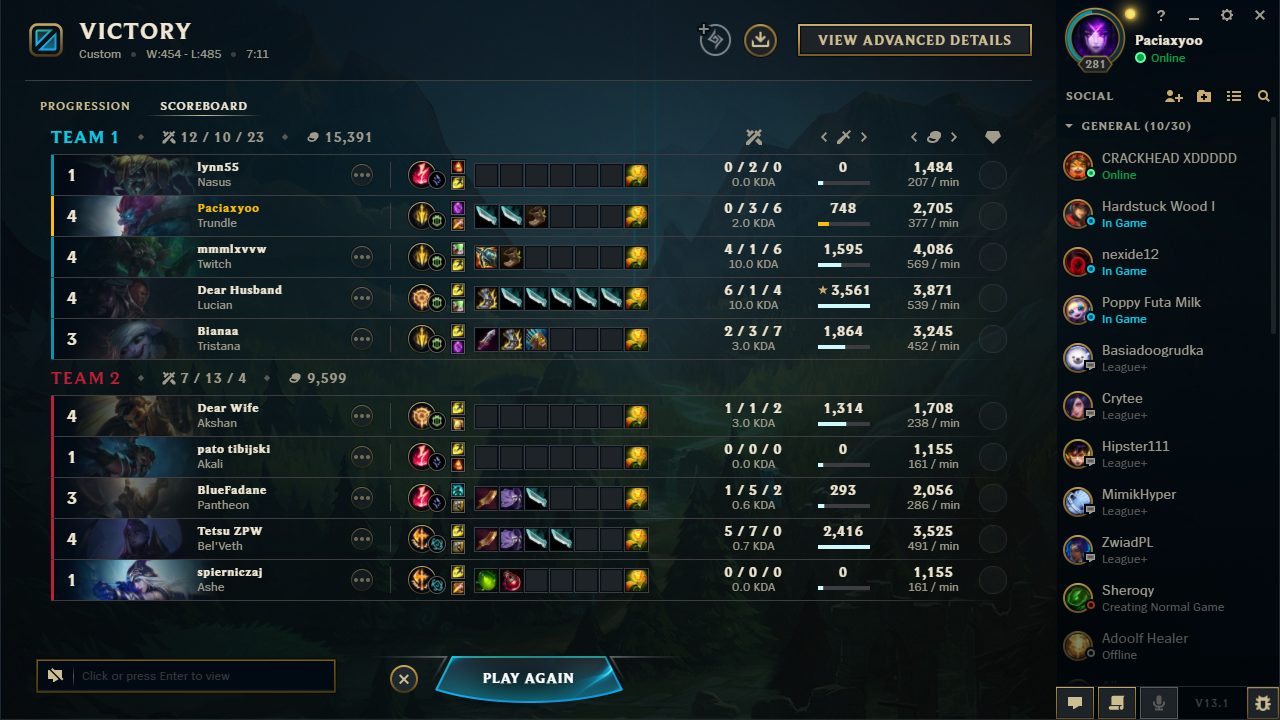 VICTORY
Custom • W:454 - L:485 • 7:11
VIEW ADVANCED DETAILS
PROGRESSION SCOREBOARD
TEAM 1 • 12 / 10 / 23 • 15,391
1 lynn55 0 / 2 / 0 0 1,484
Nasus 0.0 KDA 207 / min
4 Paciaxyoo 0 / 3 / 6 748 2,705
Trundle 2.0 KDA 377 / min
4 mmmlxvvw 4 / 1 / 6 1,595 4,086
Twitch 10.0 KDA 569 / min
4 Dear Husband 6 / 1 / 4 ★3,561 3,871
Lucian 10.0 KDA 539 / min
3 Bianaa 2 / 3 / 7 1,864 3,245
Tristana 3.0 KDA 452 / min
TEAM 2 • 7 / 13 / 4 • 9,599
4 Dear Wife 1 / 1 / 2 1,314 1,708
Akshan 3.0 KDA 238 / min
1 pato tibijski 0 / 0 / 0 0 1,155
Akali 0.0 KDA 161 / min
3 BlueFadane 1 / 5 / 2 293 2,056
Pantheon 0.6 KDA 286 / min
4 Tetsu ZPW 5 / 7 / 0 2,416 3,525
Bel'Veth 0.7 KDA 491 / min
1 spierniczaj 0 / 0 / 0 0 1,155
Ashe 0.0 KDA 161 / min
Click or press Enter to view
PLAY AGAIN
?
281
Paciaxyoo
Online
SOCIAL
GENERAL (10/30)
CRACKHEAD XDDDDD
Online
Hardstuck Wood I
In Game
nexide12
In Game
Poppy Futa Milk
In Game
Basiadoogrudka
League+
Crytee
League+
Hipster111
League+
MimikHyper
League+
ZwiadPL
League+
Sheroqy
Creating Normal Game
Adoolf Healer
Offline
V13.1